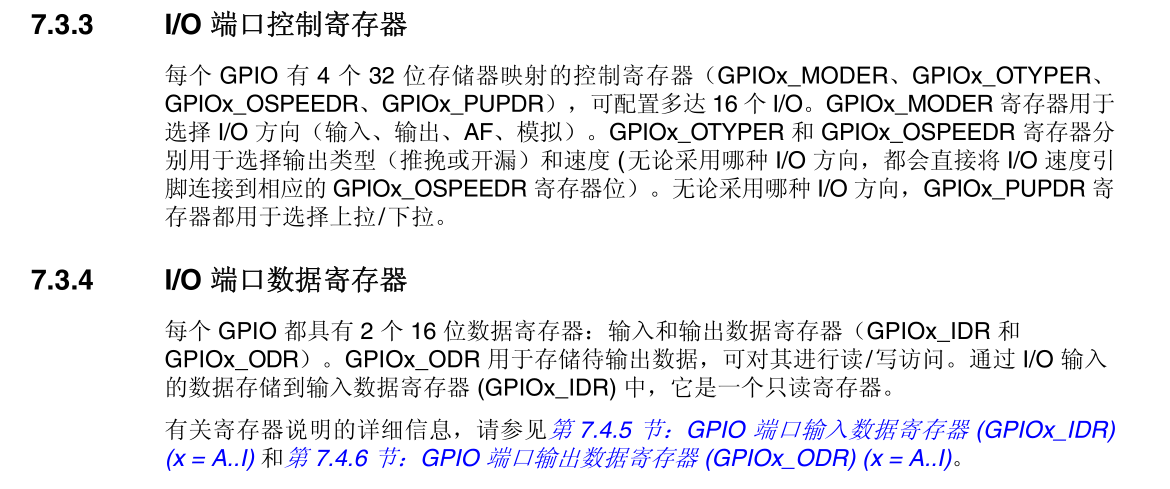 7.3.3 I/O 端口控制寄存器
每个 GPIO 有 4 个 32 位存储器映射的控制寄存器（GPIOx_MODER、GPIOx_OTYPER、
GPIOx_OSPEEDR、GPIOx_PUPDR），可配置多达 16 个 I/O。GPIOx_MODER 寄存器用于
选择 I/O 方向（输入、输出、AF、模拟）。GPIOx_OTYPER 和 GPIOx_OSPEEDR 寄存器分
别用于选择输出类型（推挽或开漏）和速度 (无论采用哪种 I/O 方向，都会直接将 I/O 速度引
脚连接到相应的 GPIOx_OSPEEDR 寄存器位）。无论采用哪种 I/O 方向，GPIOx_PUPDR 寄
存器都用于选择上拉/下拉。
7.3.4 I/O 端口数据寄存器
每个 GPIO 都具有 2 个 16 位数据寄存器：输入和输出数据寄存器（GPIOx_IDR 和
GPIOx_ODR）。GPIOx_ODR 用于存储待输出数据，可对其进行读/写访问。通过 I/O 输入
的数据存储到输入数据寄存器 (GPIOx_IDR) 中，它是一个只读寄存器。
有关寄存器说明的详细信息，请参见第 7.4.5 节：GPIO 端口输入数据寄存器 (GPIOx_IDR)
(x = A..I) 和第 7.4.6 节：GPIO 端口输出数据寄存器 (GPIOx_ODR) (x = A..I)。